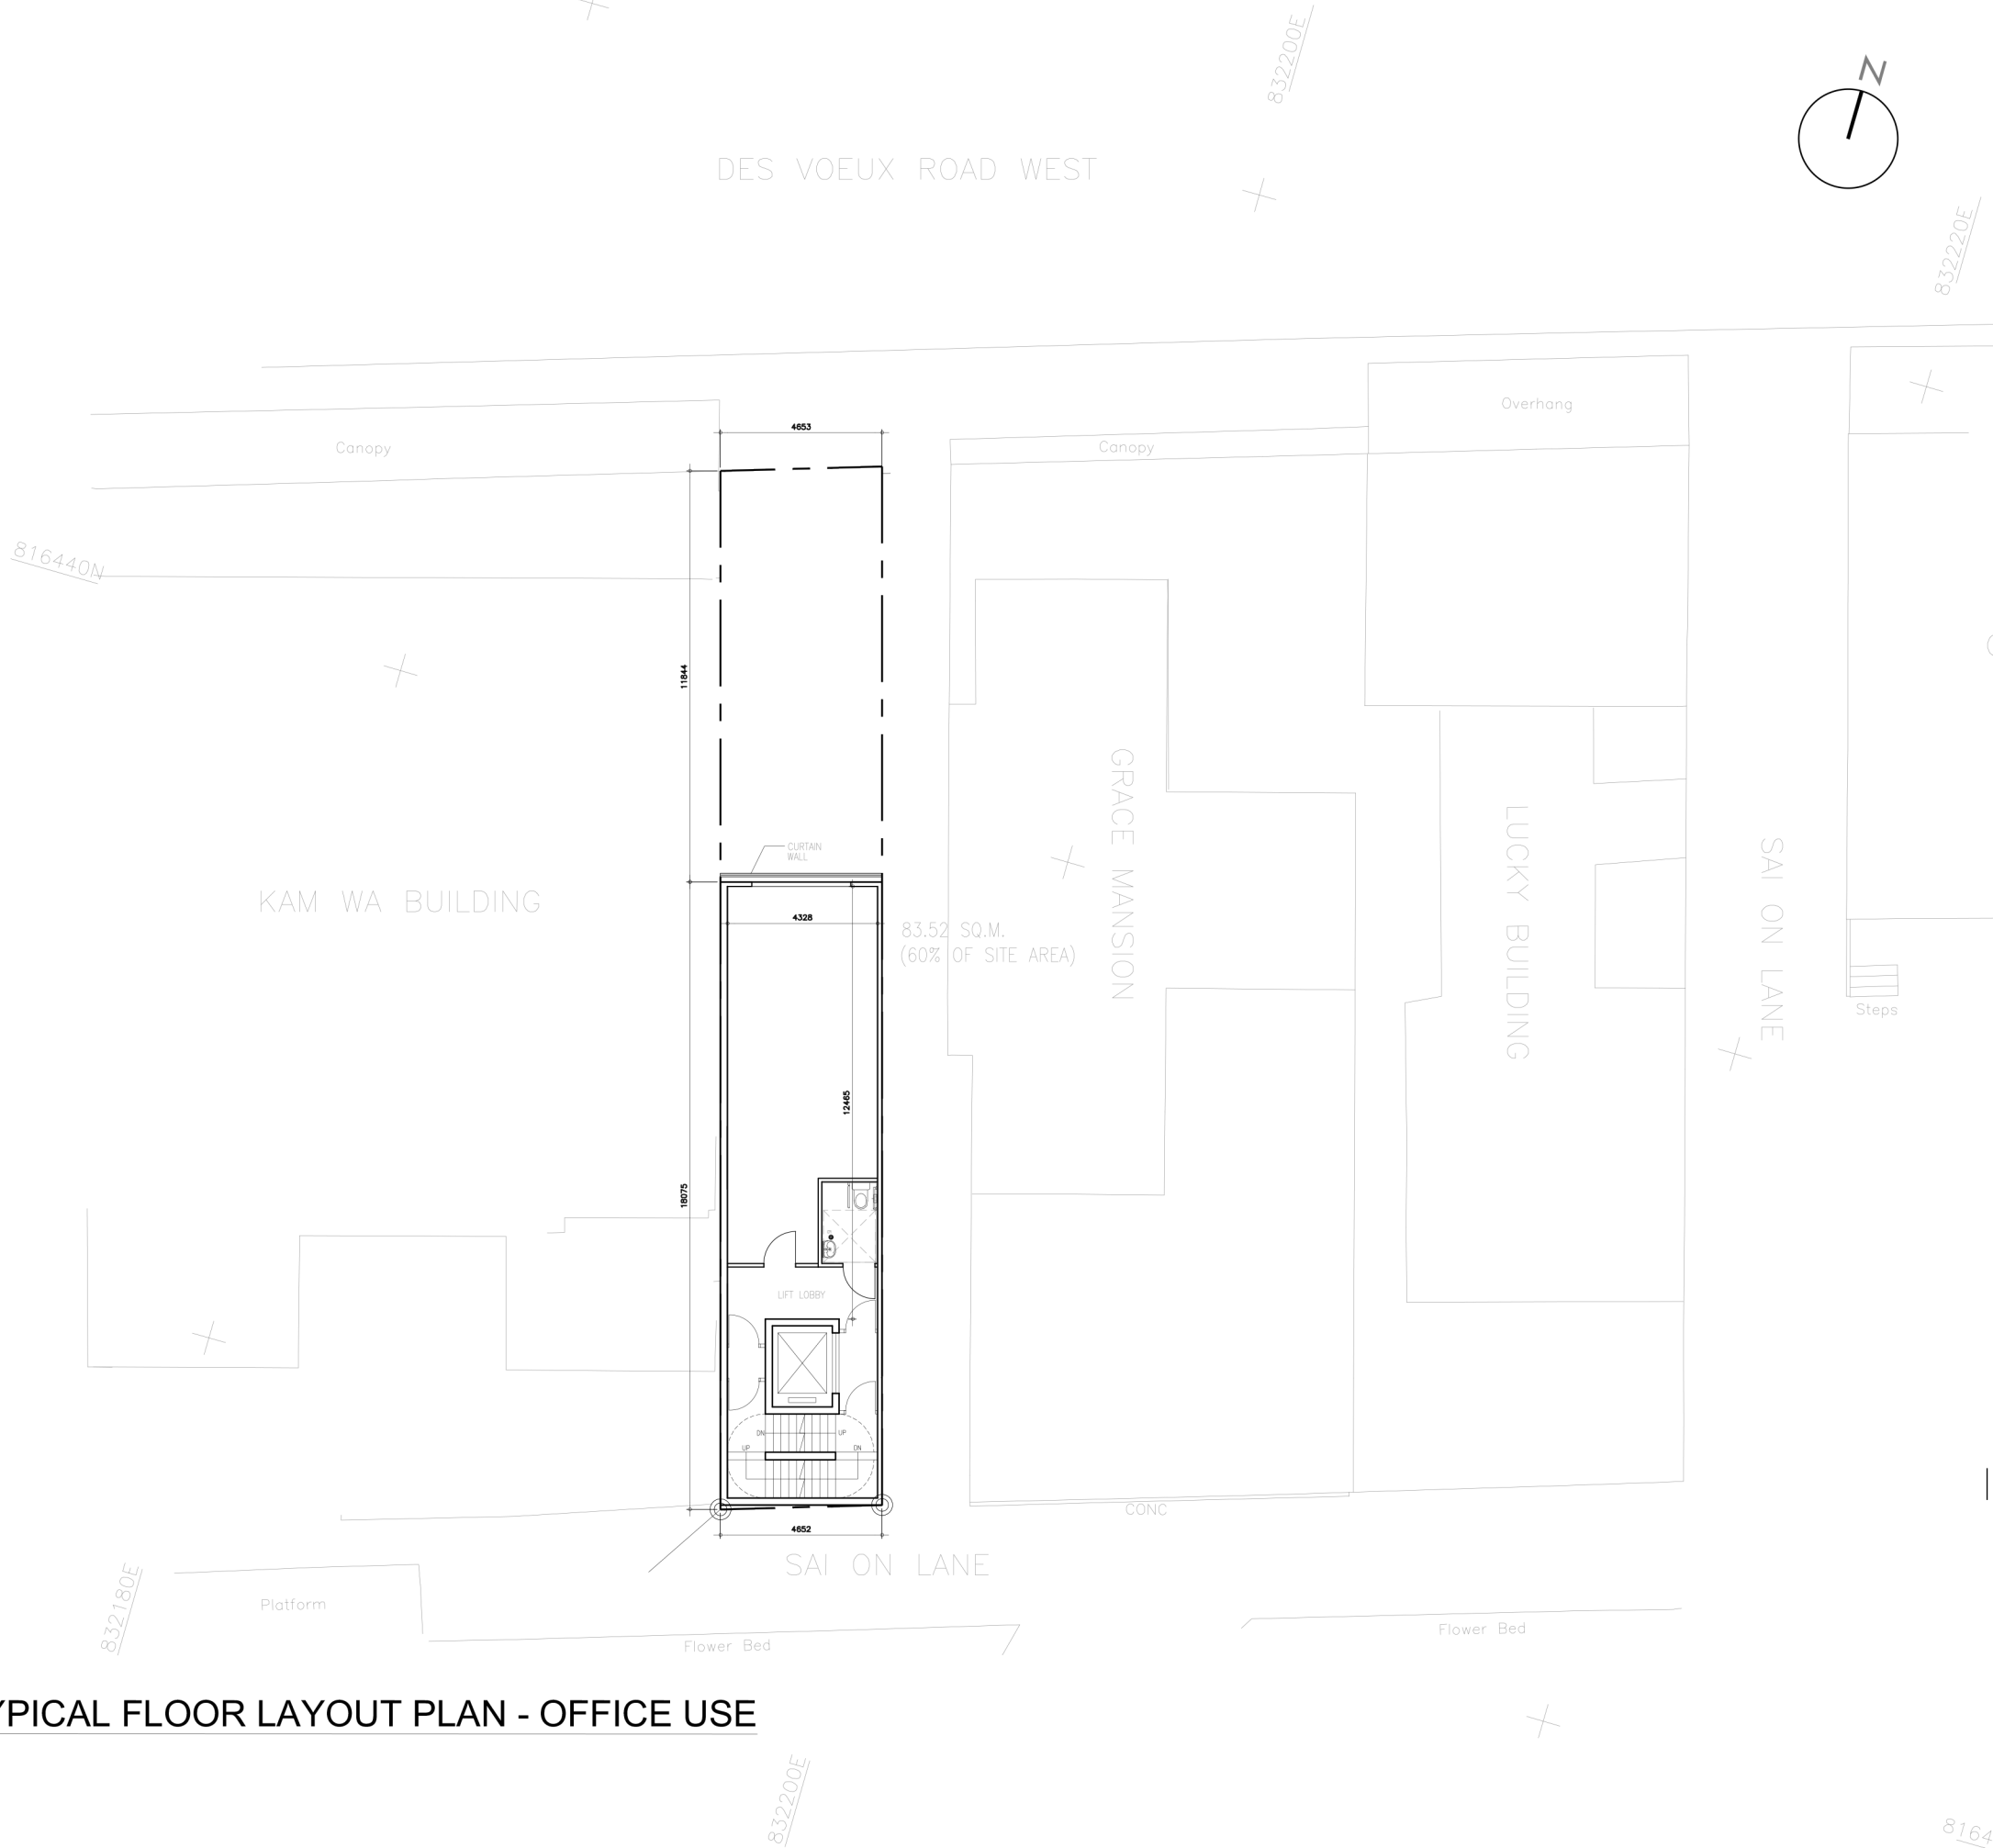 832200E
N
DES VOEUX ROAD WEST
832220E
Overhang
Canopy
4653
Canopy
816440N
11844
GRACE MANSION
LUCKY BUILDING
SAI ON LANE
CURTAIN
WALL
KAM WA BUILDING
4328
83.52 SQ.M.
(60% OF SITE AREA)
Steps
12465
18075
LIFT LOBBY
DN
UP
UP
DN
CONC
4652
SAI ON LANE
832180E
Platform
Flower Bed
Flower Bed
YPICAL FLOOR LAYOUT PLAN - OFFICE USE
832200E
8164